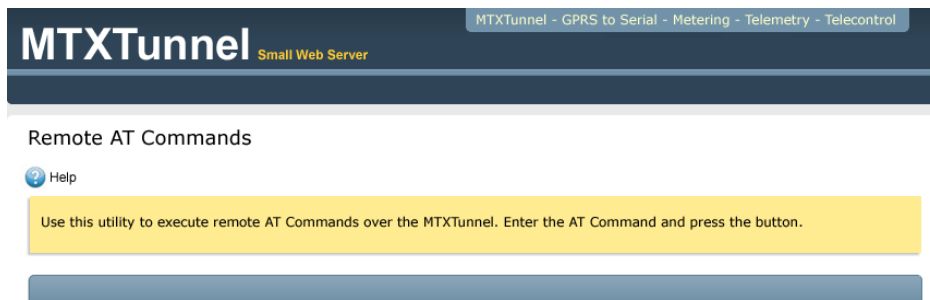 MTXTunnel - GPRS to Serial - Metering - Telemetry - Telecontrol
MTXTunnel Small Web Server
Remote AT Commands
? Help
Use this utility to execute remote AT Commands over the MTXTunnel. Enter the AT Command and press the button.